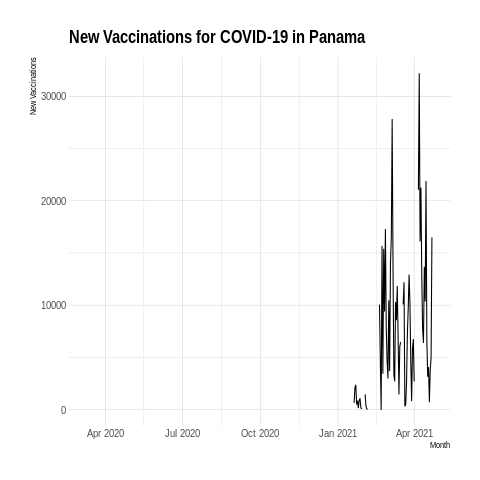 New Vaccinations for COVID-19 in Panama
New Vaccinations
30000
20000
10000
0
Apr 2020 Jul 2020 Oct 2020 Jan 2021 Apr 2021
Month